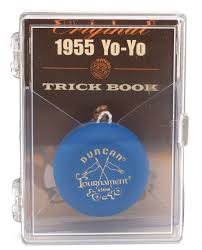 Original
1955 Yo-Yo
TRICK BOOK
DUNCAN
Tournament